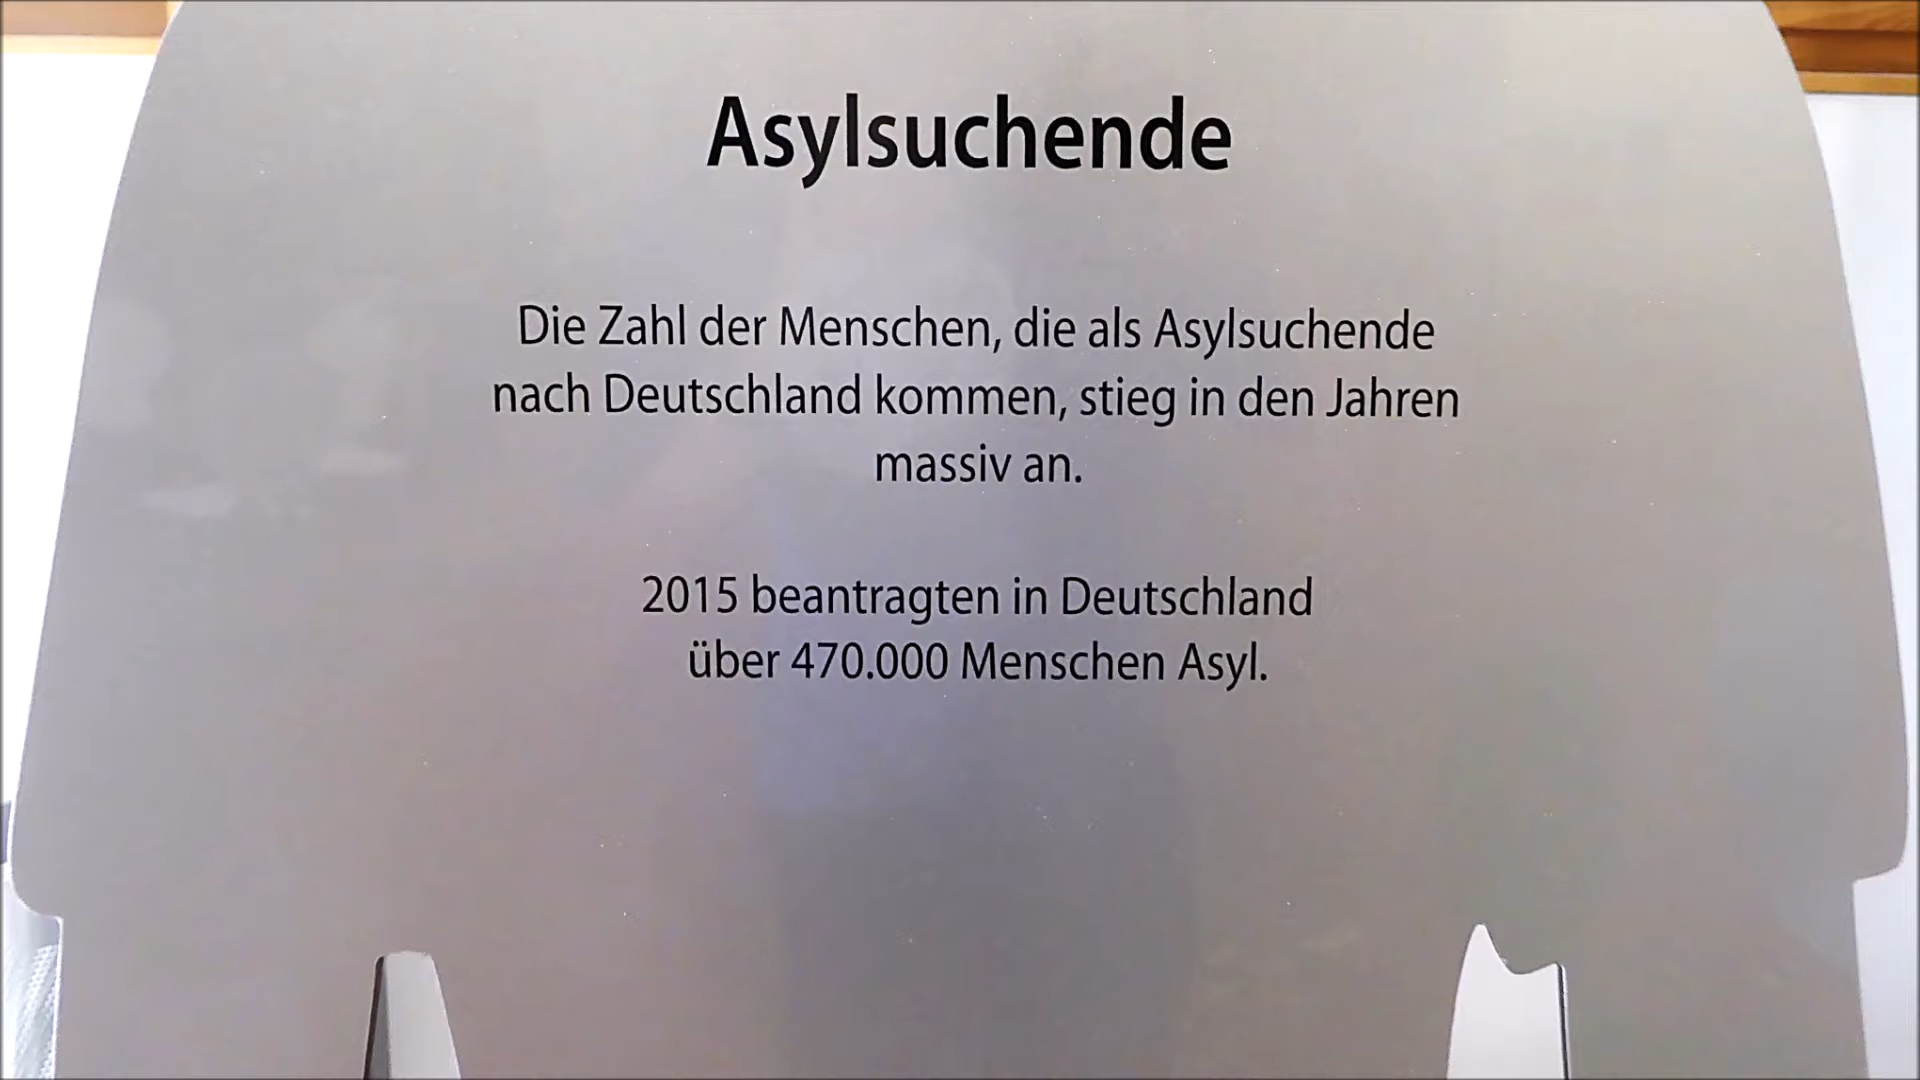 Asylsuchende
Die Zahl der Menschen, die als Asylsuchende
nach Deutschland kommen, stieg in den Jahren
massiv an.
2015 beantragten in Deutschland
über 470.000 Menschen Asyl.